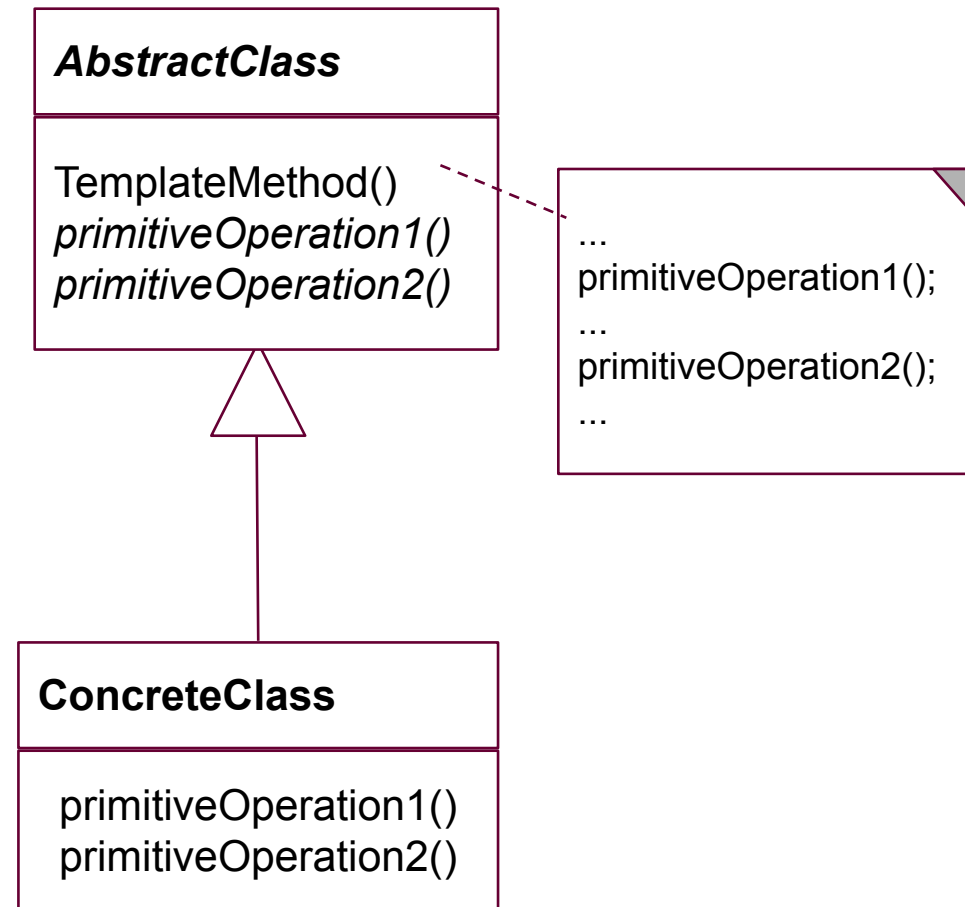 AbstractClass
TemplateMethod()
primitiveOperation1()
primitiveOperation2()
...
primitiveOperation1();
...
primitiveOperation2();
...
ConcreteClass
primitiveOperation1()
primitiveOperation2()